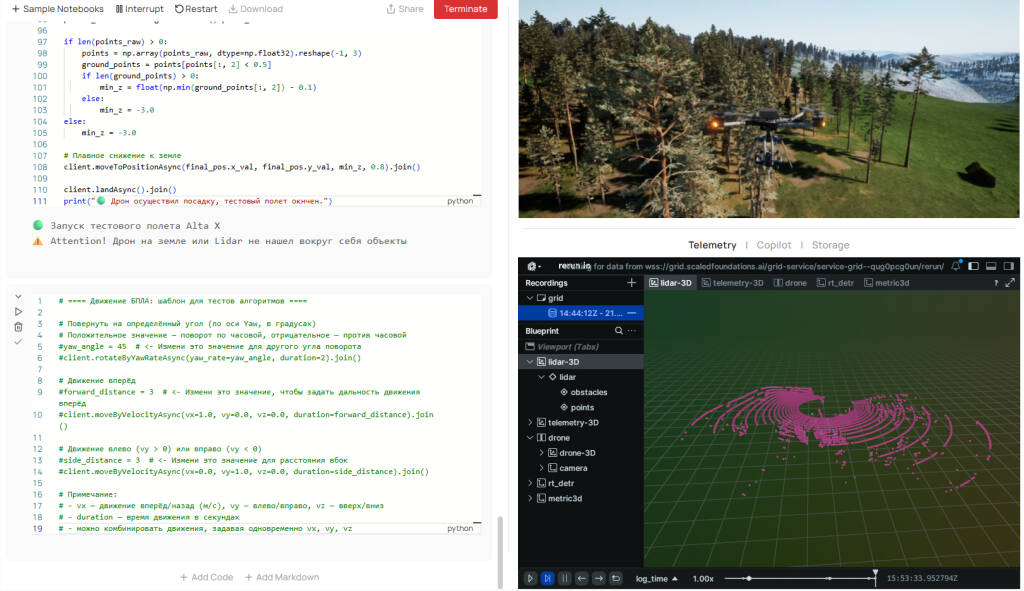 + Sample Notebooks Interrupt Restart Download Share Terminate
96
97 if len(points_raw) > 0:
98 points = np.array(points_raw, dtype=np.float32).reshape(-1, 3)
99 ground_points = points[points[:, 2] < 0.5]
100 if len(ground_points) > 0:
101 min_z = float(np.min(ground_points[:, 2]) - 0.1)
102 else:
103 min_z = -3.0
104 else:
105 min_z = -3.0
106
107 # Плавное снижение к земле
108 client.moveToPositionAsync(final_pos.x_val, final_pos.y_val, min_z, 0.8).join()
109
110 client.landAsync().join()
111 print("🟢 Дрон осуществил посадку, тестовый полет окнчен.") python
🟢 Запуск тестового полета Alta X
⚠️ Attention! Дрон на земле или Lidar не нашел вокруг себя объекты
1 # ==== Движение БПЛА: шаблон для тестов алгоритмов ====
2
3 # Повернуть на определённый угол (по оси Yaw, в градусах)
4 # Положительное значение – поворот по часовой, отрицательное – против часовой
5 #yaw_angle = 45 # <- Измени это значение для другого угла поворота
6 #client.rotateByYawRateAsync(yaw_rate=yaw_angle, duration=2).join()
7
8 # Движение вперёд
9 #forward_distance = 3 # <- Измени это значение, чтобы задать дальность движения
вперёд
10 #client.moveByVelocityAsync(vx=1.0, vy=0.0, vz=0.0, duration=forward_distance).join
()
11
12 # Движение влево (vy > 0) или вправо (vy < 0)
13 #side_distance = 3 # <- Измени это значение для расстояния вбок
14 #client.moveByVelocityAsync(vx=0.0, vy=1.0, vz=0.0, duration=side_distance).join()
15
16 # Примечание:
17 # - vx – движение вперёд/назад (м/с), vy – влево/вправо, vz – вверх/вниз
18 # - duration – время движения в секундах
19 # - можно комбинировать движения, задавая одновременно vx, vy, vz python
+ Add Code + Add Markdown
Telemetry | Copilot | Storage
rerun.io for data from wss://grid.scaledfoundations.ai/grid-service/service-grid--qug0pcg0un/rerun/
Recordings + lidar-3D telemetry-3D drone rt_detr metric3d ?
grid
14:44:12Z - 21....
Blueprint
Viewport (Tabs)
lidar-3D
lidar
obstacles
points
telemetry-3D
drone
drone-3D
camera
rt_detr
metric3d
log_time 1.00x 15:53:33.952794Z